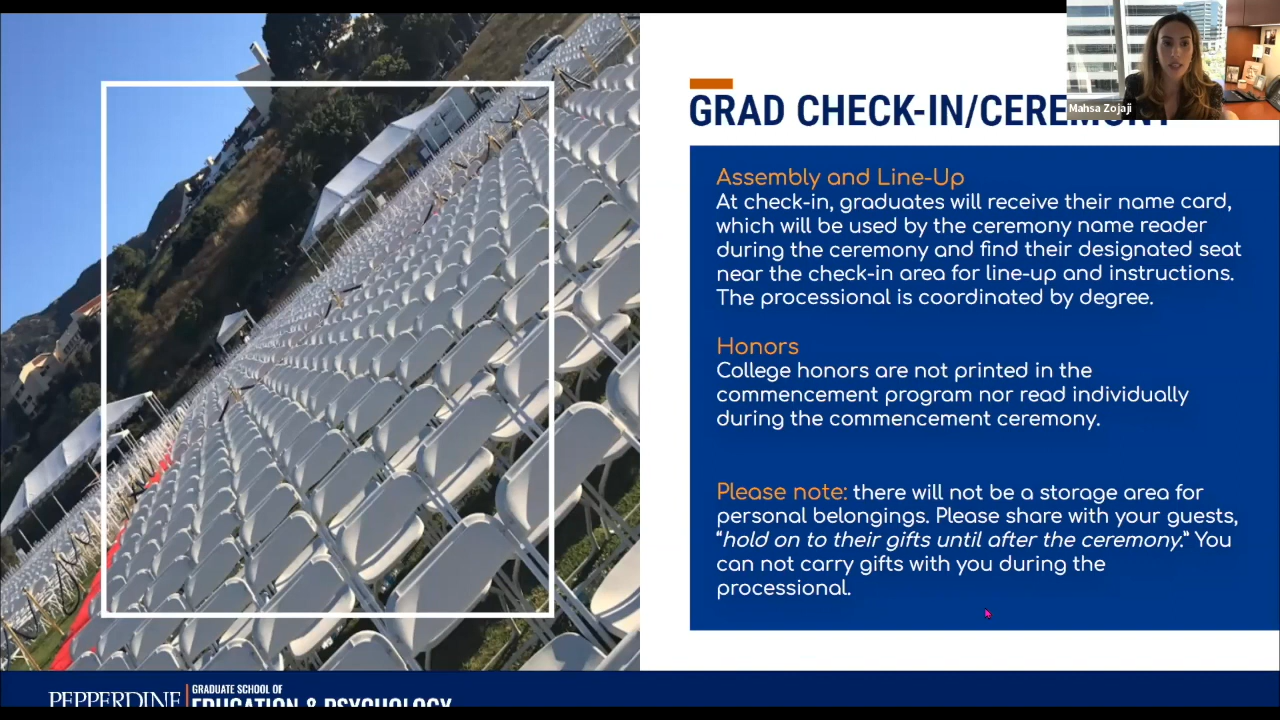 Mahsa Zojaji
GRAD CHECK-IN/CEREMONY
Assembly and Line-Up
At check-in, graduates will receive their name card,
which will be used by the ceremony name reader
during the ceremony and find their designated seat
near the check-in area for line-up and instructions.
The processional is coordinated by degree.
Honors
College honors are not printed in the
commencement program nor read individually
during the commencement ceremony.
Please note: there will not be a storage area for
personal belongings. Please share with your guests,
“hold on to their gifts until after the ceremony.” You
can not carry gifts with you during the
processional.
PEPPERDINE
GRADUATE SCHOOL OF
EDUCATION & PSYCHOLOGY